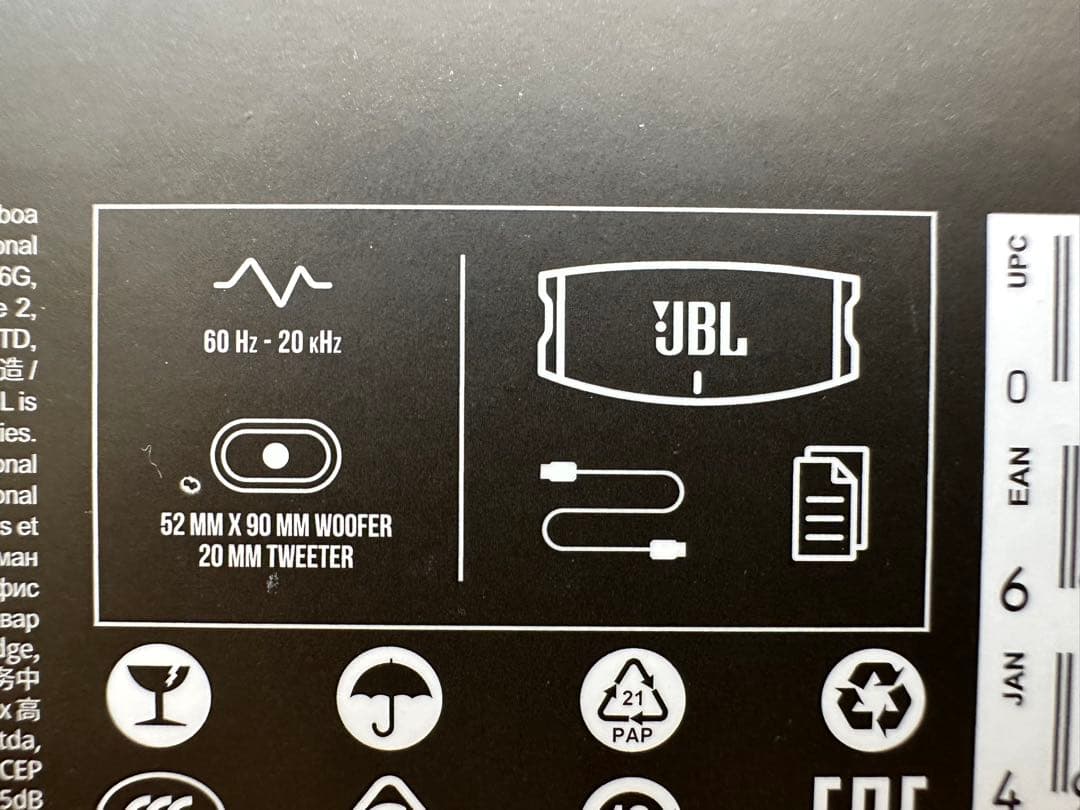 boa
onal
6G,
e 2,
TD,
造 /
L is
ies.
onal
onal
s et
ман
фис
вар
dge,
务中
x 高
tda,
CEP
5dB
60 Hz - 20 kHz
52 MM X 90 MM WOOFER
20 MM TWEETER
JBL
21
PAP
UPC
0
EAN
6
JAN
4